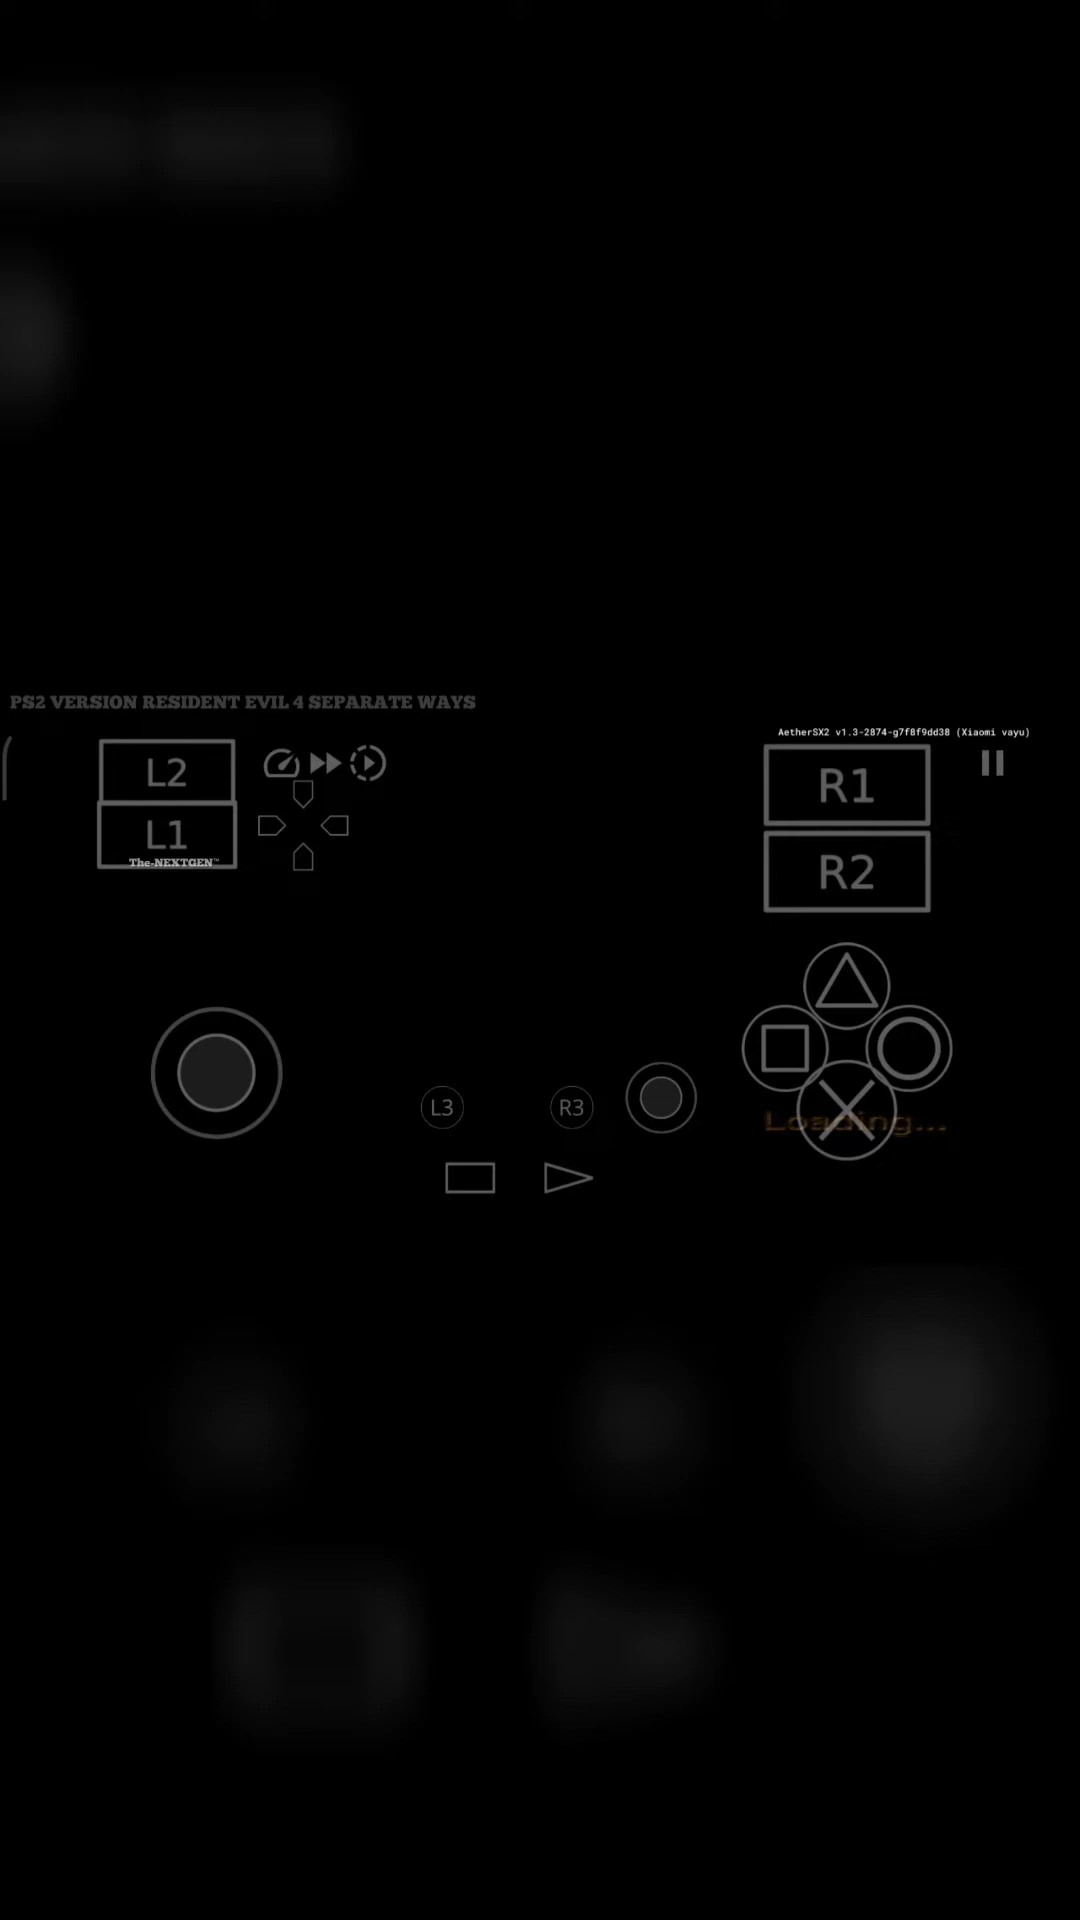 PS2 VERSION RESIDENT EVIL 4 SEPARATE WAYS
AetherSX2 v1.3-2874-g7f8f9dd38 (Xiaomi vayu)
L2
R1
L1
The-NEXTGEN™
R2
L3
R3
Loading...